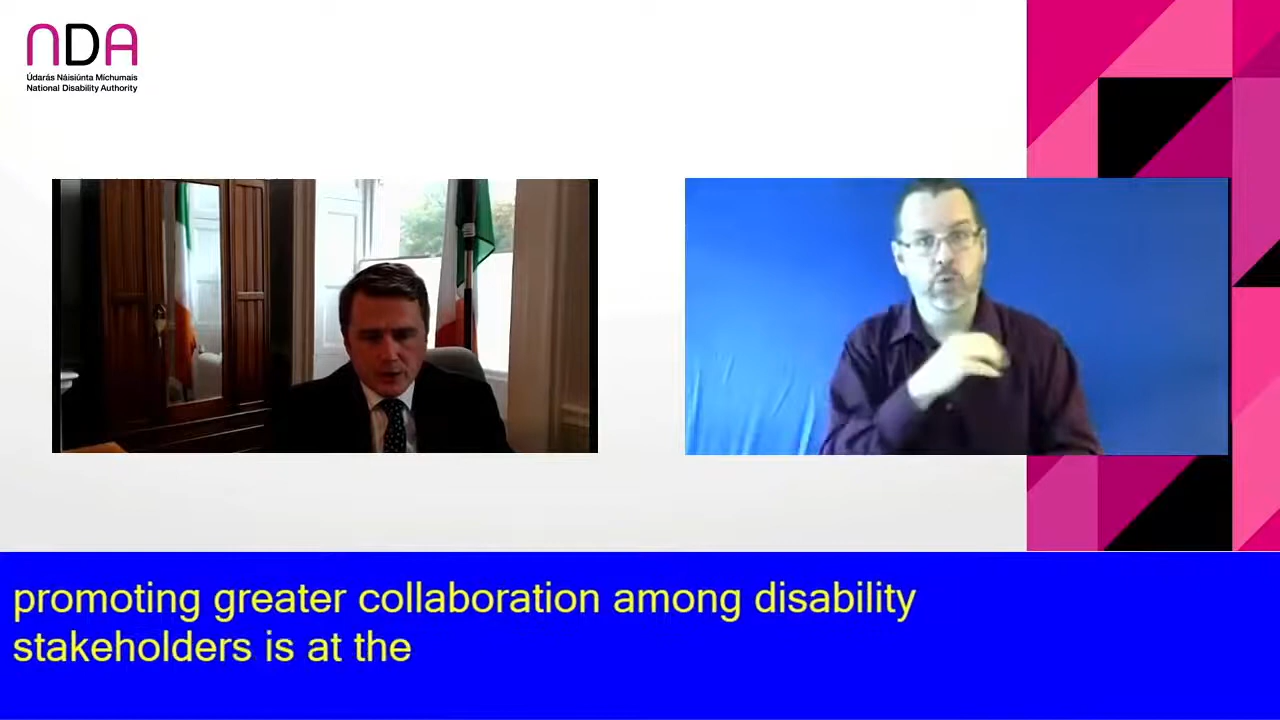 NDA
Údarás Náisiúnta Míchumais
National Disability Authority
promoting greater collaboration among disability
stakeholders is at the